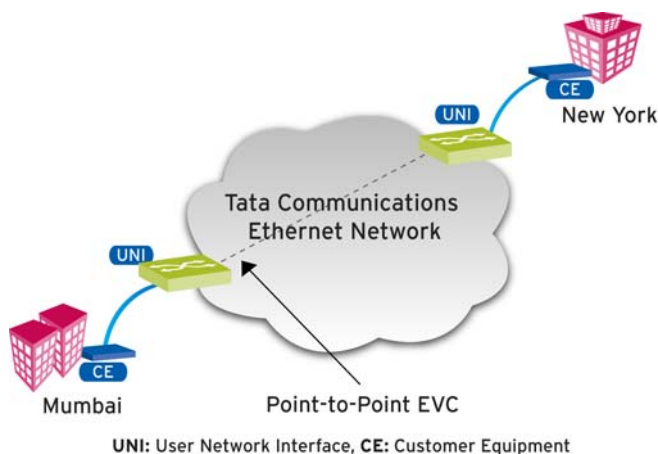 CE
New York
UNI
Tata Communications
Ethernet Network
UNI
CE
Mumbai
Point-to-Point EVC
UNI: User Network Interface, CE: Customer Equipment